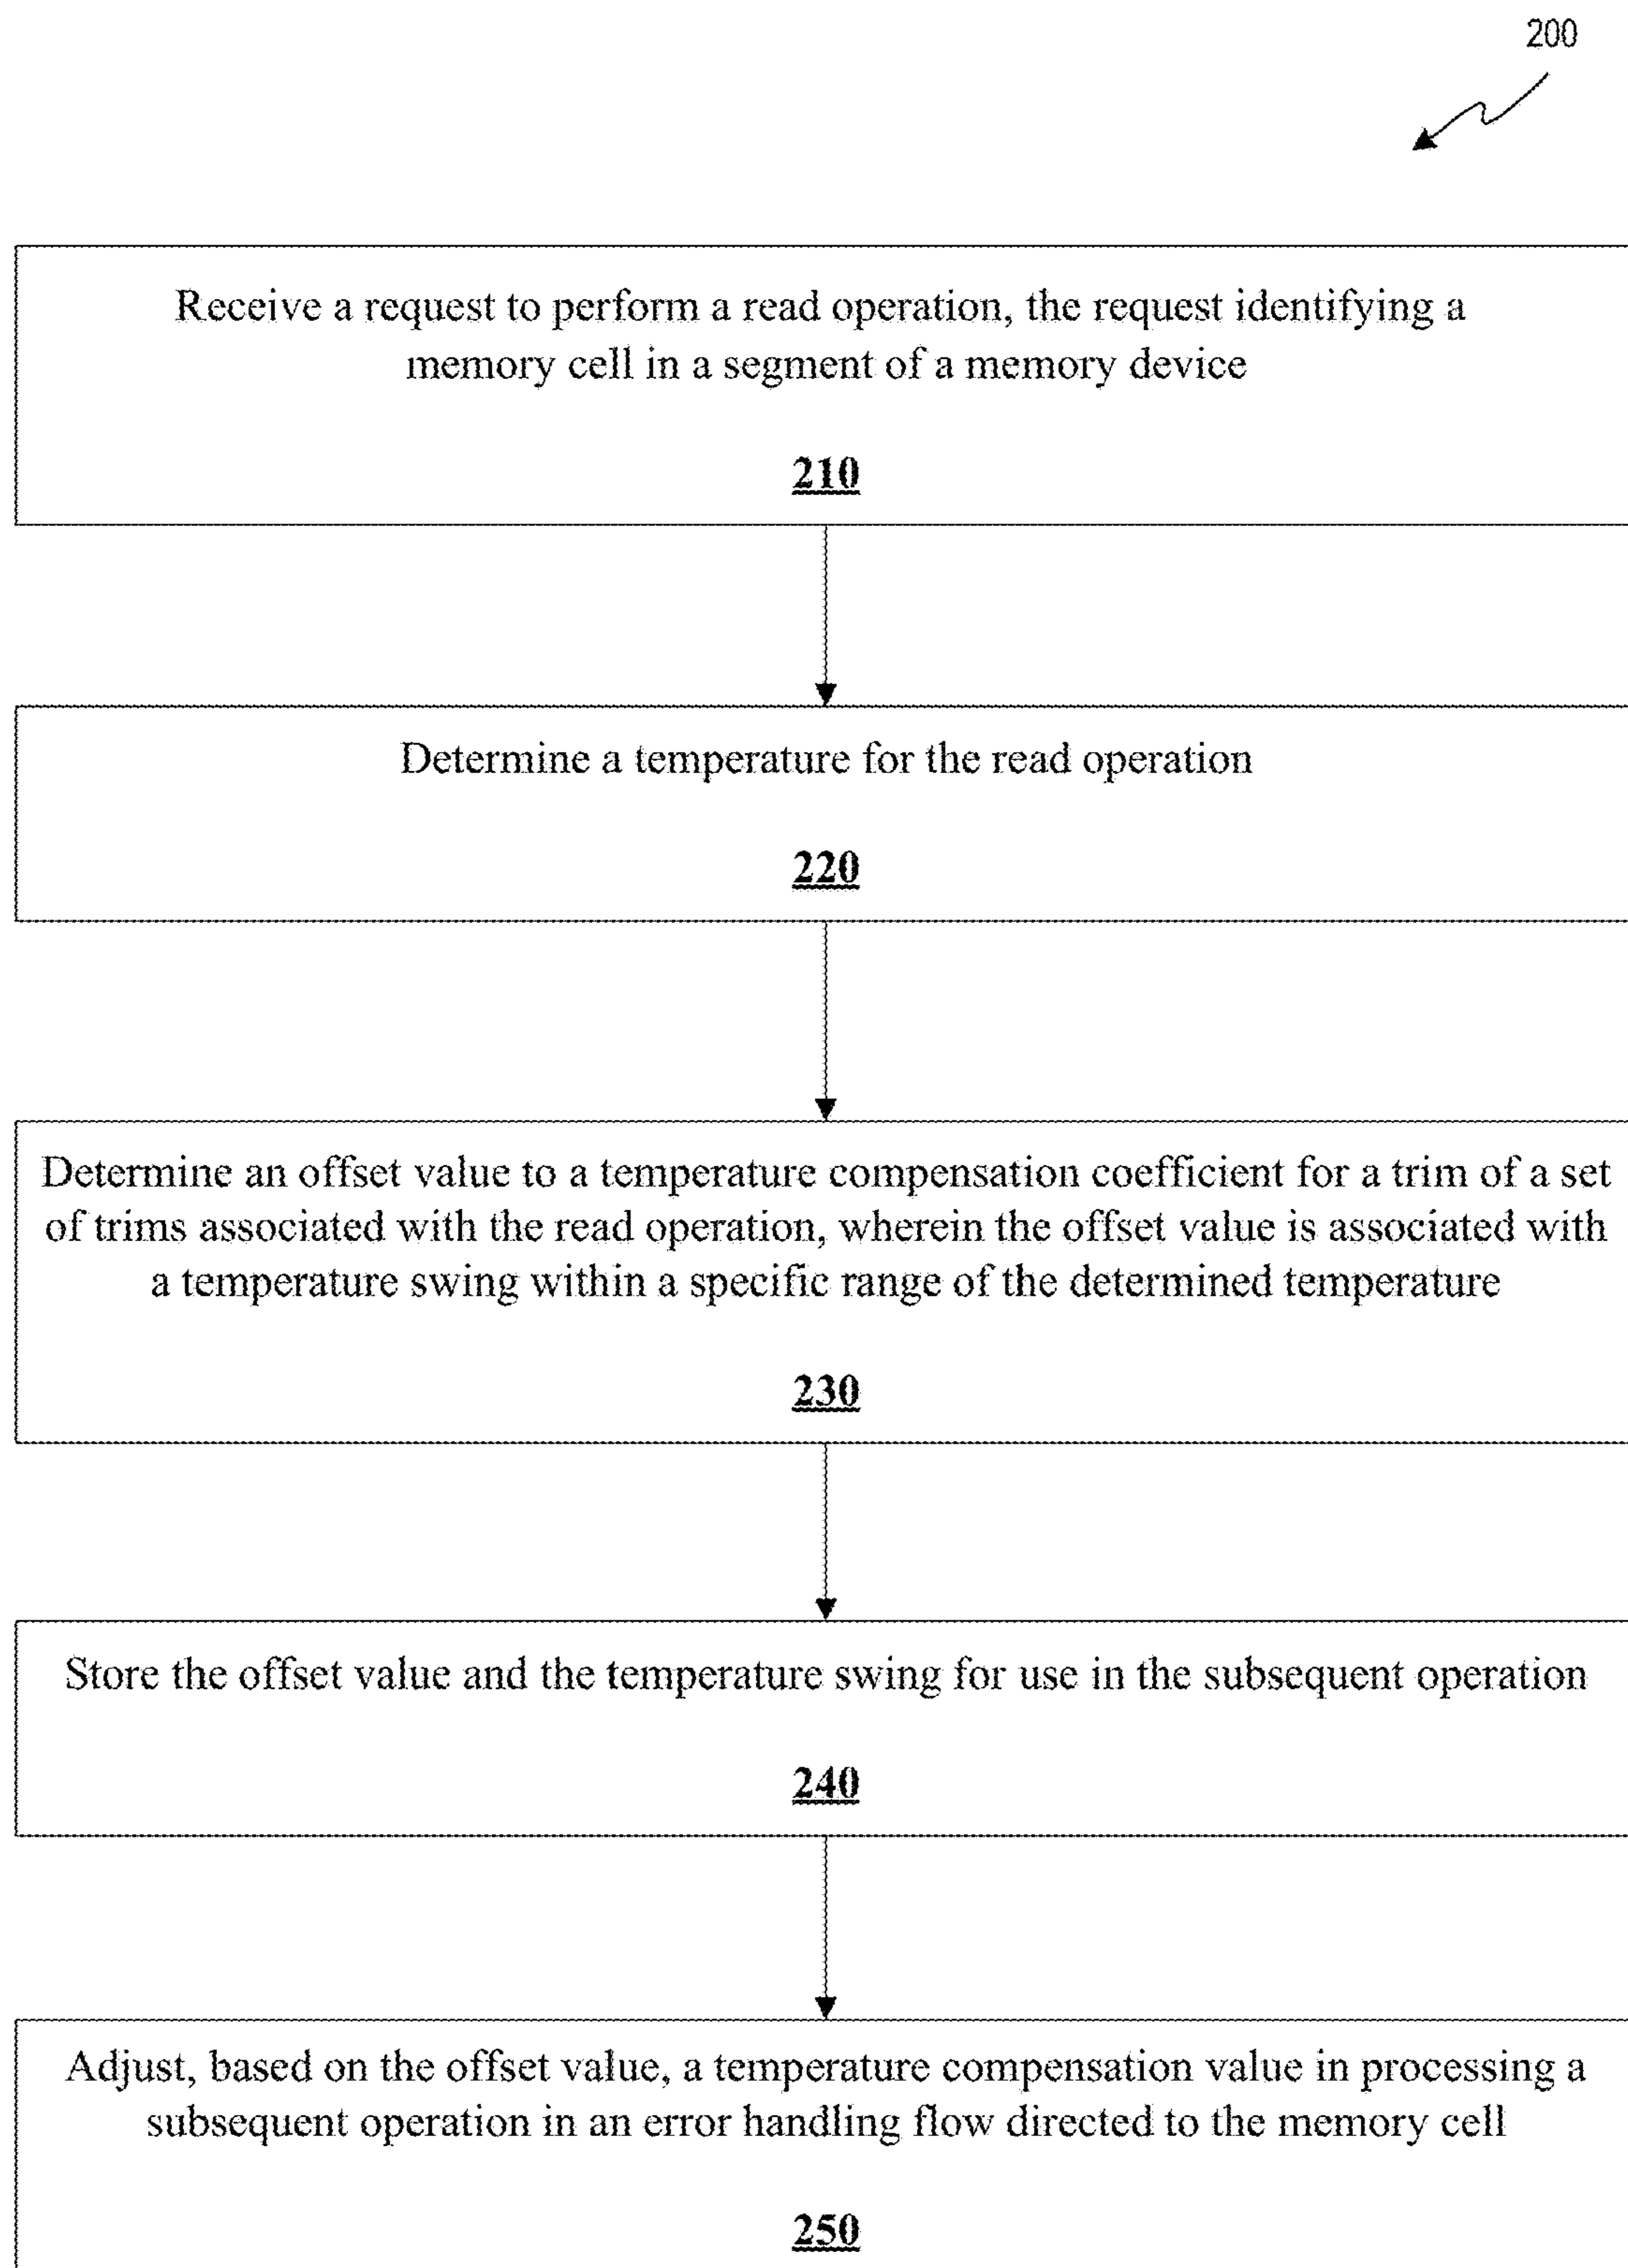 200
Receive a request to perform a read operation, the request identifying a
memory cell in a segment of a memory device
210
Determine a temperature for the read operation
220
Determine an offset value to a temperature compensation coefficient for a trim of a set
of trims associated with the read operation, wherein the offset value is associated with
a temperature swing within a specific range of the determined temperature
230
Store the offset value and the temperature swing for use in the subsequent operation
240
Adjust, based on the offset value, a temperature compensation value in processing a
subsequent operation in an error handling flow directed to the memory cell
250